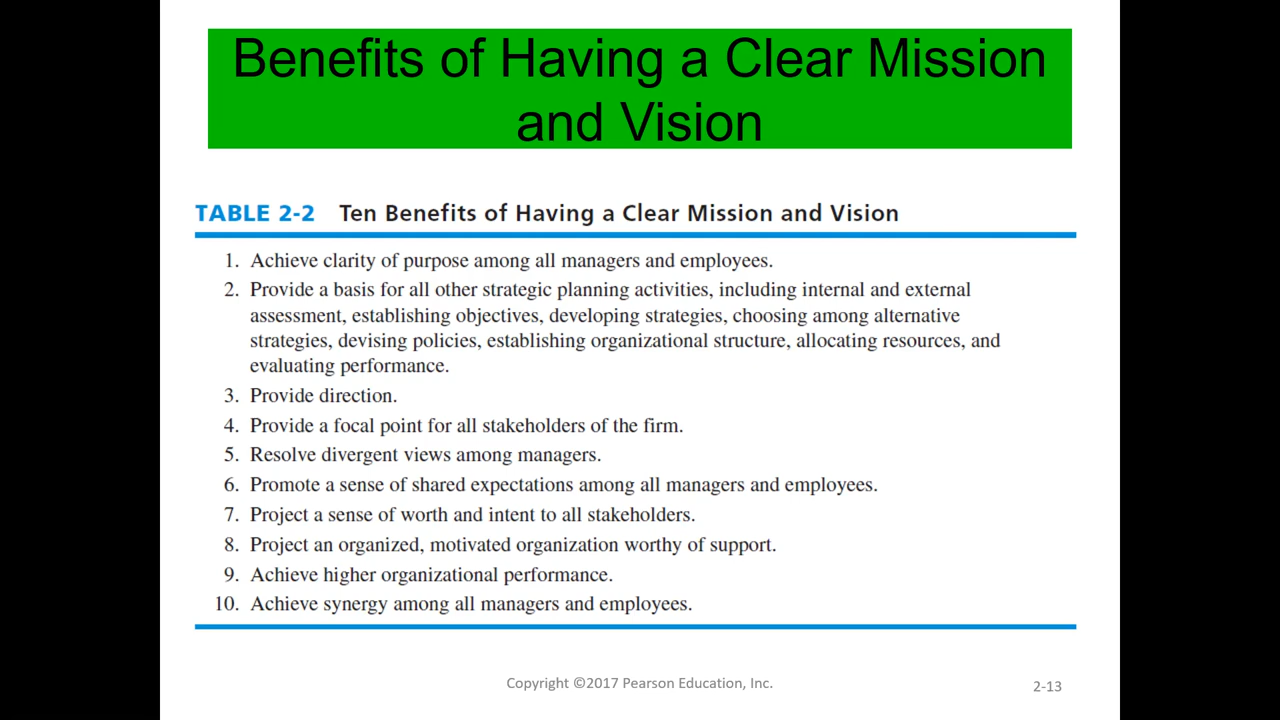 Benefits of Having a Clear Mission
and Vision
TABLE 2-2 Ten Benefits of Having a Clear Mission and Vision
1. Achieve clarity of purpose among all managers and employees.
2. Provide a basis for all other strategic planning activities, including internal and external
assessment, establishing objectives, developing strategies, choosing among alternative
strategies, devising policies, establishing organizational structure, allocating resources, and
evaluating performance.
3. Provide direction.
4. Provide a focal point for all stakeholders of the firm.
5. Resolve divergent views among managers.
6. Promote a sense of shared expectations among all managers and employees.
7. Project a sense of worth and intent to all stakeholders.
8. Project an organized, motivated organization worthy of support.
9. Achieve higher organizational performance.
10. Achieve synergy among all managers and employees.
Copyright ©2017 Pearson Education, Inc.
2-13